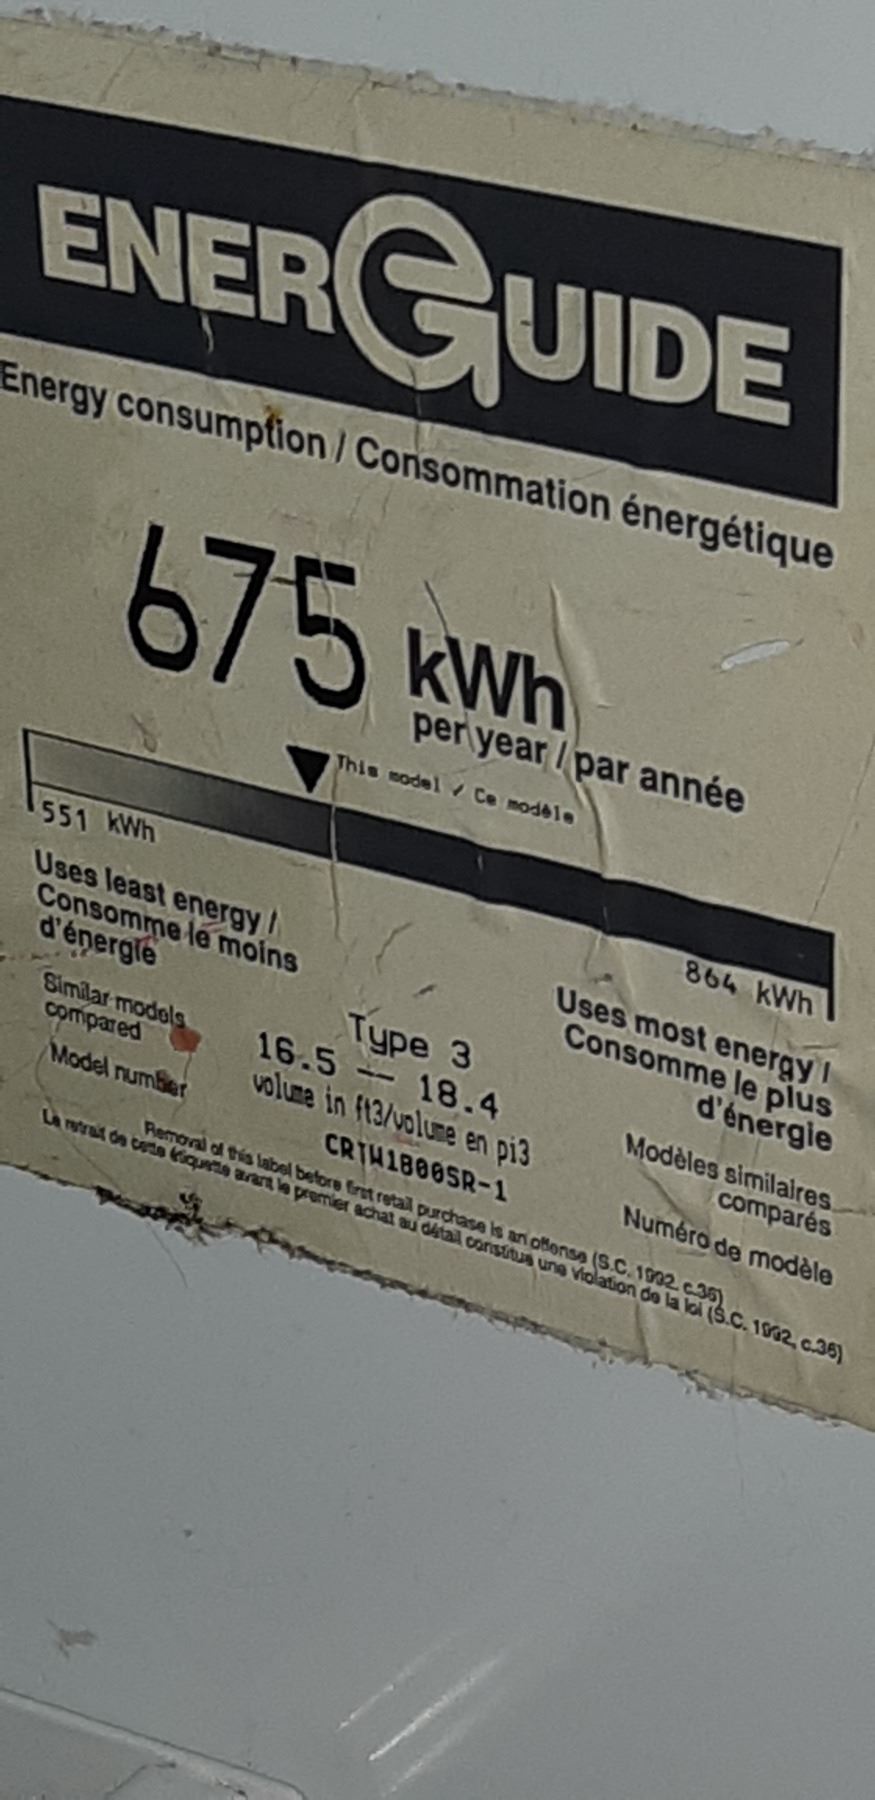 ENERGUIDE
Energy consumption / Consommation énergétique
675 kWh
per year / par année
This model / Ce modèle
551 kWh
864 kWh
Uses least energy /
Consomme le moins
d'énergie
Uses most energy /
Consomme le plus
d'énergie
Similar models
compared
Type 3
16.5 — 18.4
volume in ft3/volume en pi3
Modèles similaires
comparés
Model number
CRTW1800SR-1
Numéro de modèle
Removal of this label before first retail purchase is an offense (S.C. 1992, c.36)
Le retrait de cette étiquette avant le premier achat au détail constitue une violation de la loi (S.C. 1992, c.36)